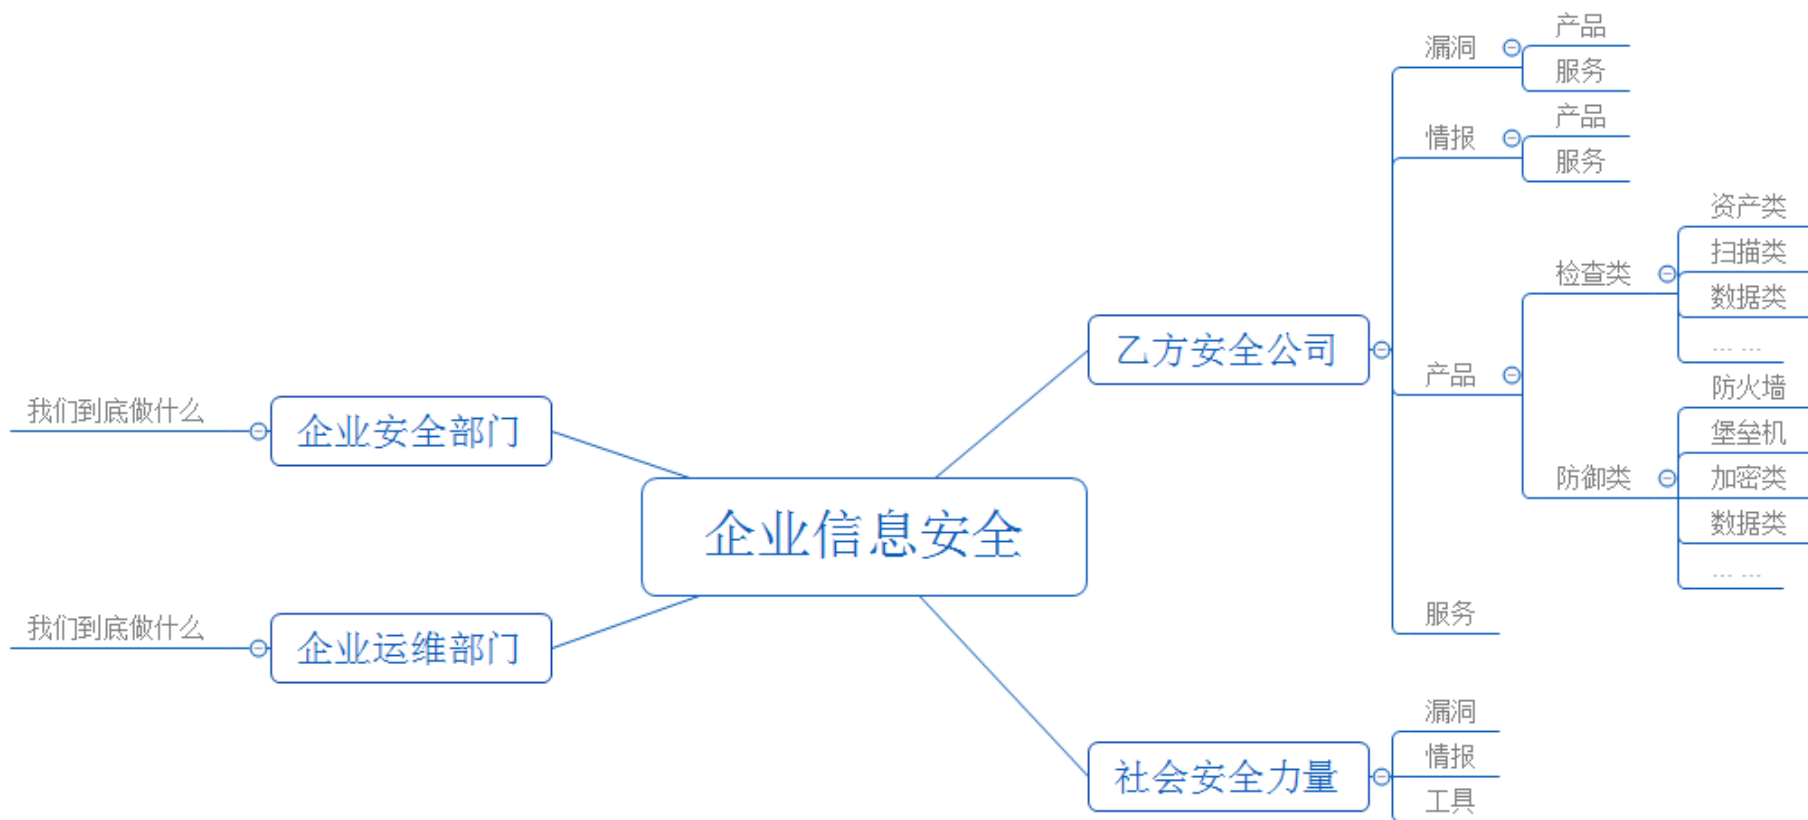 企业信息安全
乙方安全公司
漏洞
产品
服务
情报
产品
服务
产品
检查类
资产类
扫描类
数据类
... ...
防御类
防火墙
堡垒机
加密类
数据类
... ...
服务
社会安全力量
漏洞
情报
工具
企业安全部门
我们到底做什么
企业运维部门
我们到底做什么